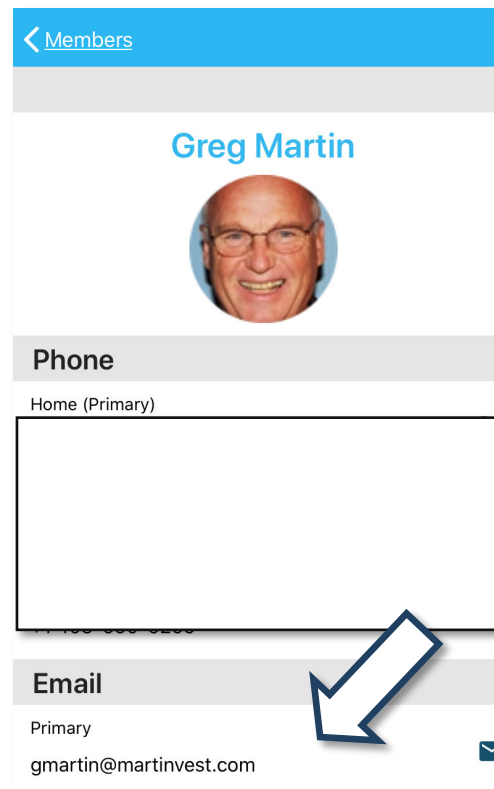 Members
Greg Martin
Phone
Home (Primary)
Email
Primary
gmartin@martinvest.com